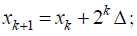 x_{k+1} = x_k + 2^k Δ;